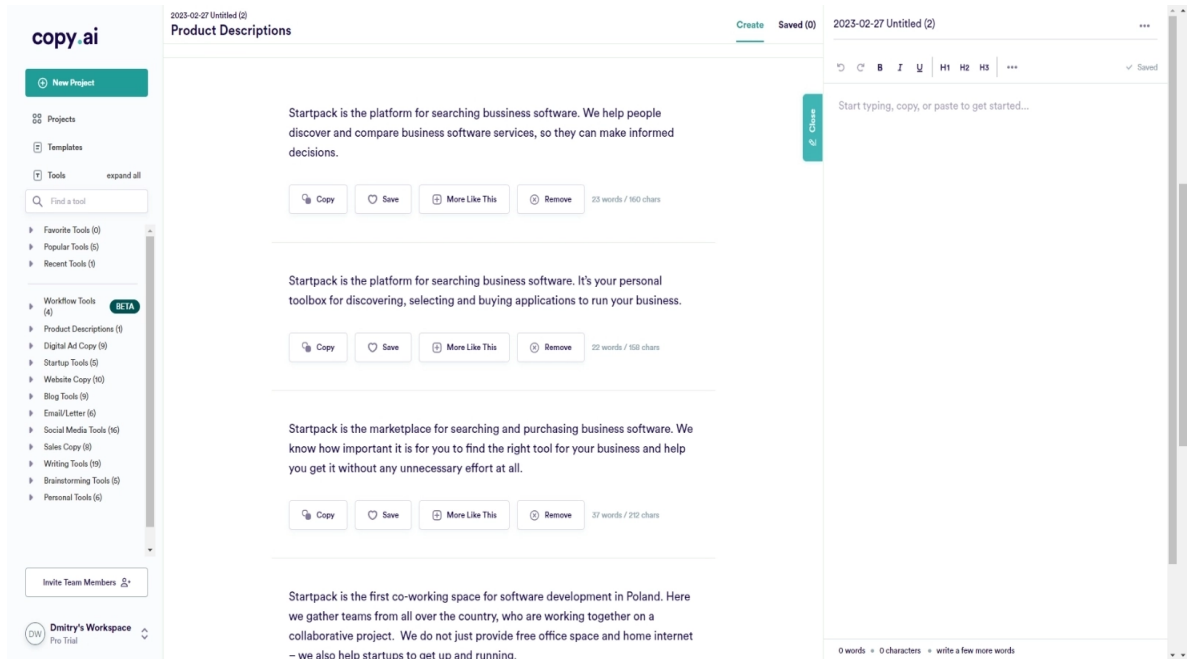 copy.ai
New Project
Projects
Templates
Tools expand all
Find a tool
Favorite Tools (0)
Popular Tools (5)
Recent Tools (1)
Workflow Tools
(4)
BETA
Product Descriptions (1)
Digital Ad Copy (9)
Startup Tools (5)
Website Copy (10)
Blog Tools (9)
Email/Letter (6)
Social Media Tools (16)
Sales Copy (8)
Writing Tools (19)
Brainstorming Tools (5)
Personal Tools (6)
Invite Team Members
DW
Dmitry's Workspace
Pro Trial
2023-02-27 Untitled (2)
Product Descriptions
Create Saved (0)
Startpack is the platform for searching bussiness software. We help people
discover and compare business software services, so they can make informed
decisions.
Copy Save More Like This Remove 23 words / 160 chars
Startpack is the platform for searching business software. It's your personal
toolbox for discovering, selecting and buying applications to run your business.
Copy Save More Like This Remove 22 words / 158 chars
Startpack is the marketplace for searching and purchasing business software. We
know how important it is for you to find the right tool for your business and help
you get it without any unnecessary effort at all.
Copy Save More Like This Remove 37 words / 212 chars
Startpack is the first co-working space for software development in Poland. Here
we gather teams from all over the country, who are working together on a
collaborative project. We do not just provide free office space and home internet
– we also help startups to get up and running.
Close
2023-02-27 Untitled (2)
B I U H1 H2 H3 Saved
Start typing, copy, or paste to get started...
0 words 0 characters write a few more words